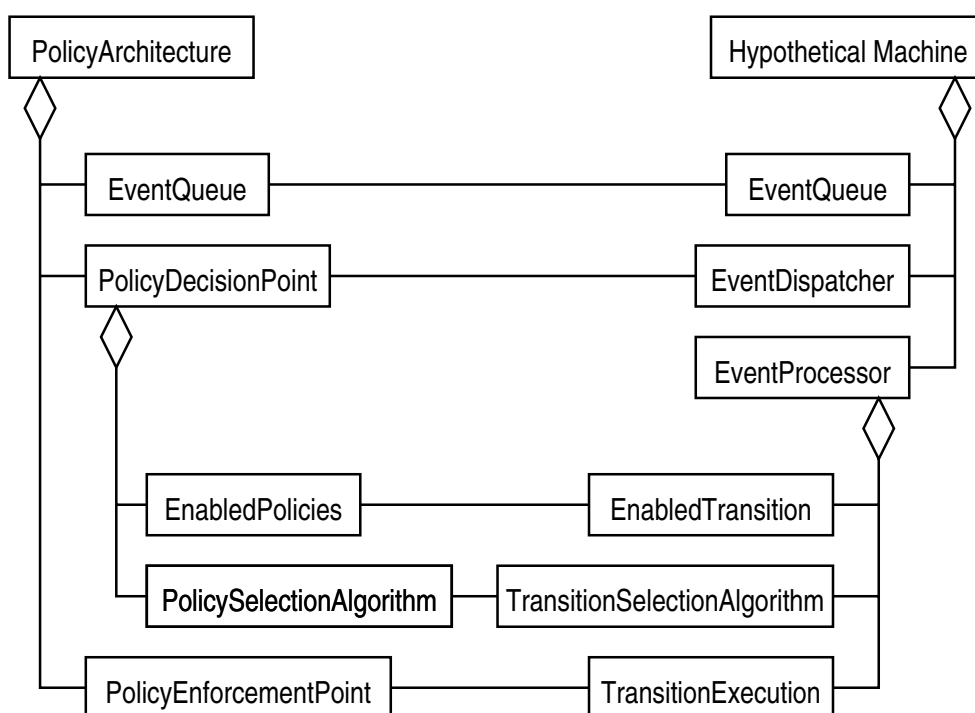 PolicyArchitecture
Hypothetical Machine
EventQueue
EventQueue
PolicyDecisionPoint
EventDispatcher
EventProcessor
EnabledPolicies
EnabledTransition
PolicySelectionAlgorithm
TransitionSelectionAlgorithm
PolicyEnforcementPoint
TransitionExecution